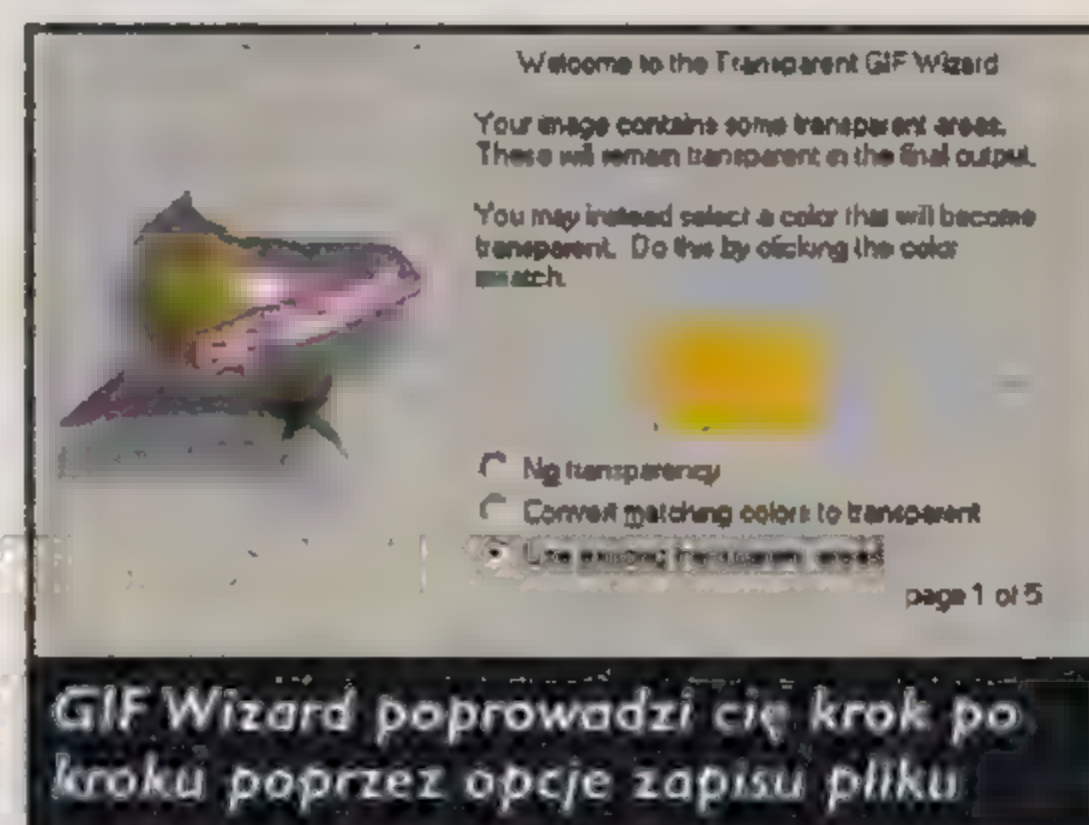 Welcome to the Transparent GIF Wizard
Your image contains some transparent areas.
These will remain transparent in the final output.
You may instead select a color that will become
transparent. Do this by clicking the color
swatch.
No transparency
Convert matching colors to transparent
Use existing transparent
page 1 of 5
GIF Wizard poprowadzi cię krok po
kroku poprzez opcje zapisu pliku